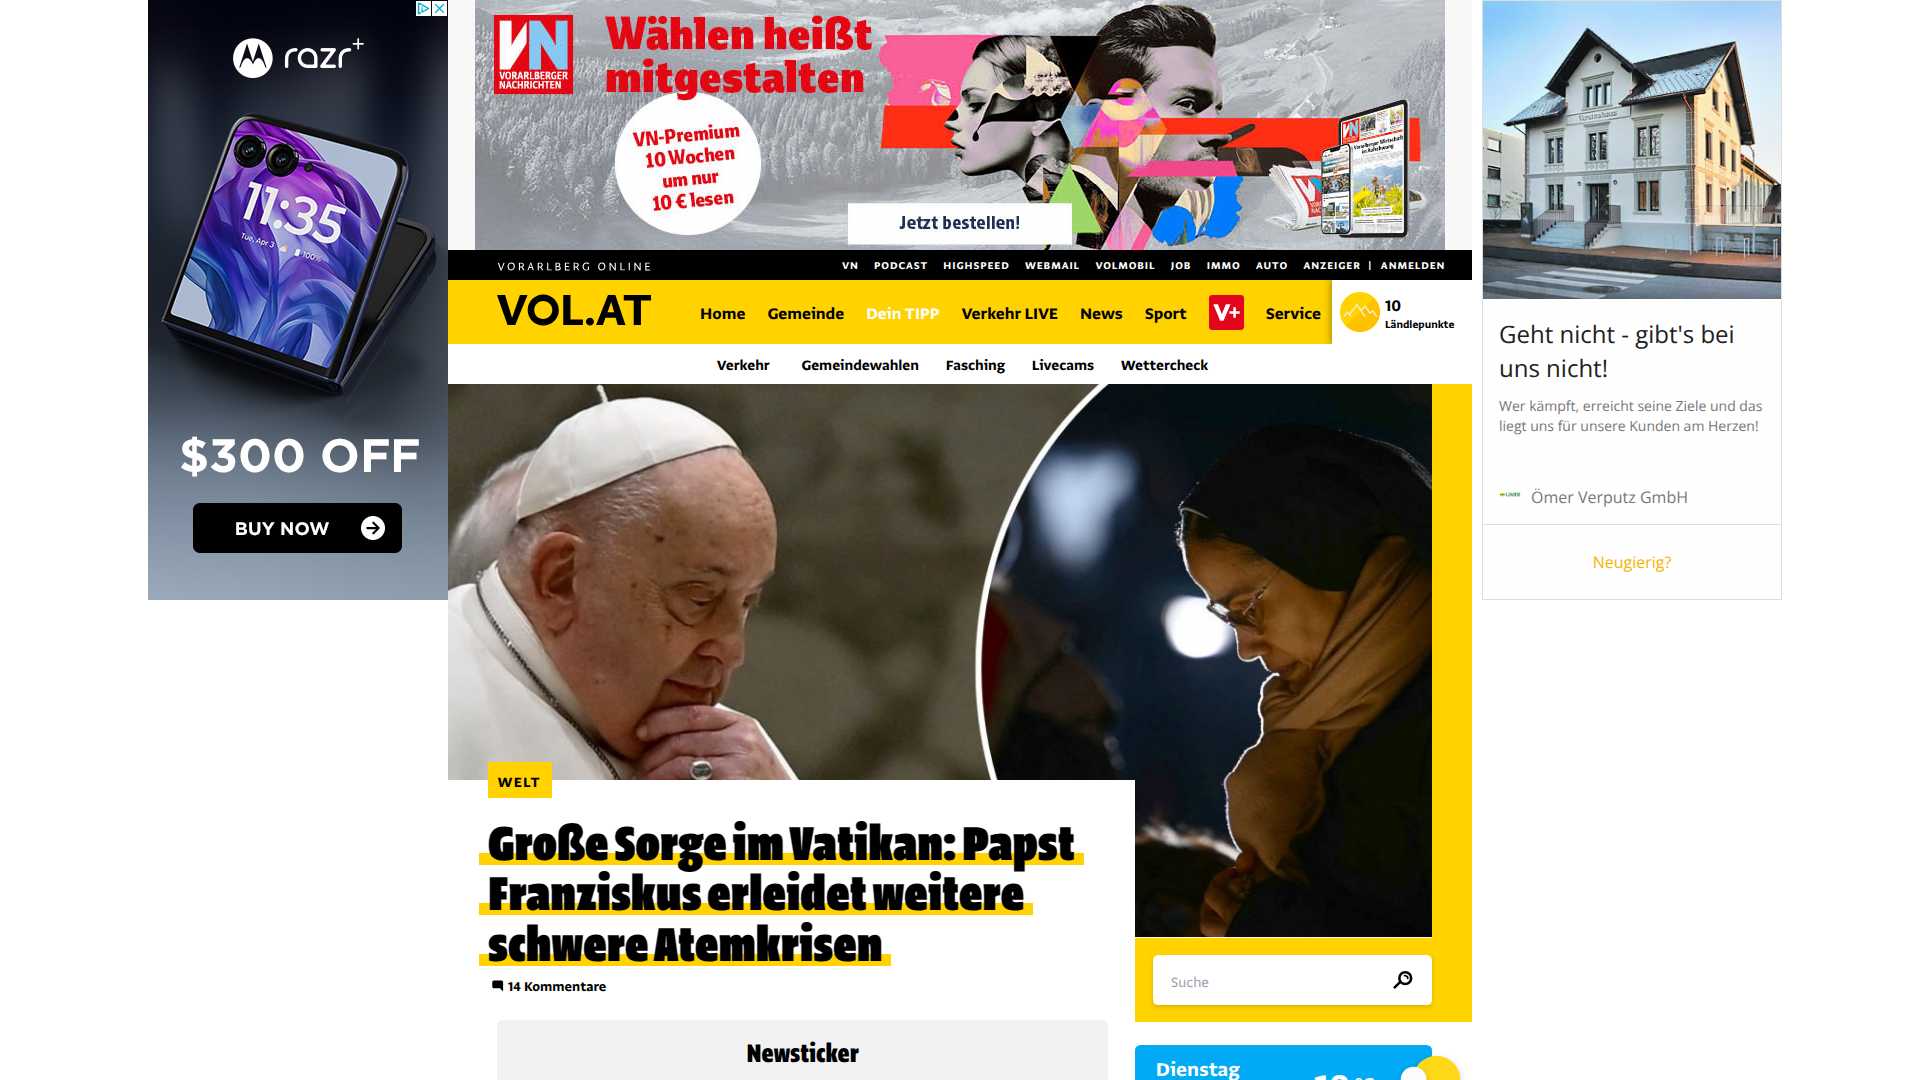 razr+
11:35
Tue, Apr 3
100%
$300 OFF
BUY NOW
VN
VORARLBERGER
NACHRICHTEN
Wählen heißt
mitgestalten
VN-Premium
10 Wochen
um nur
10 € lesen
Jetzt bestellen!
VORARLBERG ONLINE
VN PODCAST HIGHSPEED WEBMAIL VOLMOBIL JOB IMMO AUTO ANZEIGER | ANMELDEN
VOL.AT
Home Gemeinde Dein TIPP Verkehr LIVE News Sport V+ Service
10
Ländlepunkte
Verkehr Gemeindewahlen Fasching Livecams Wettercheck
WELT
Große Sorge im Vatikan: Papst
Franziskus erleidet weitere
schwere Atemkrisen
14 Kommentare
Newsticker
Suche
Dienstag
Geht nicht - gibt's bei
uns nicht!
Wer kämpft, erreicht seine Ziele und das
liegt uns für unsere Kunden am Herzen!
Ömer Verputz GmbH
Neugierig?